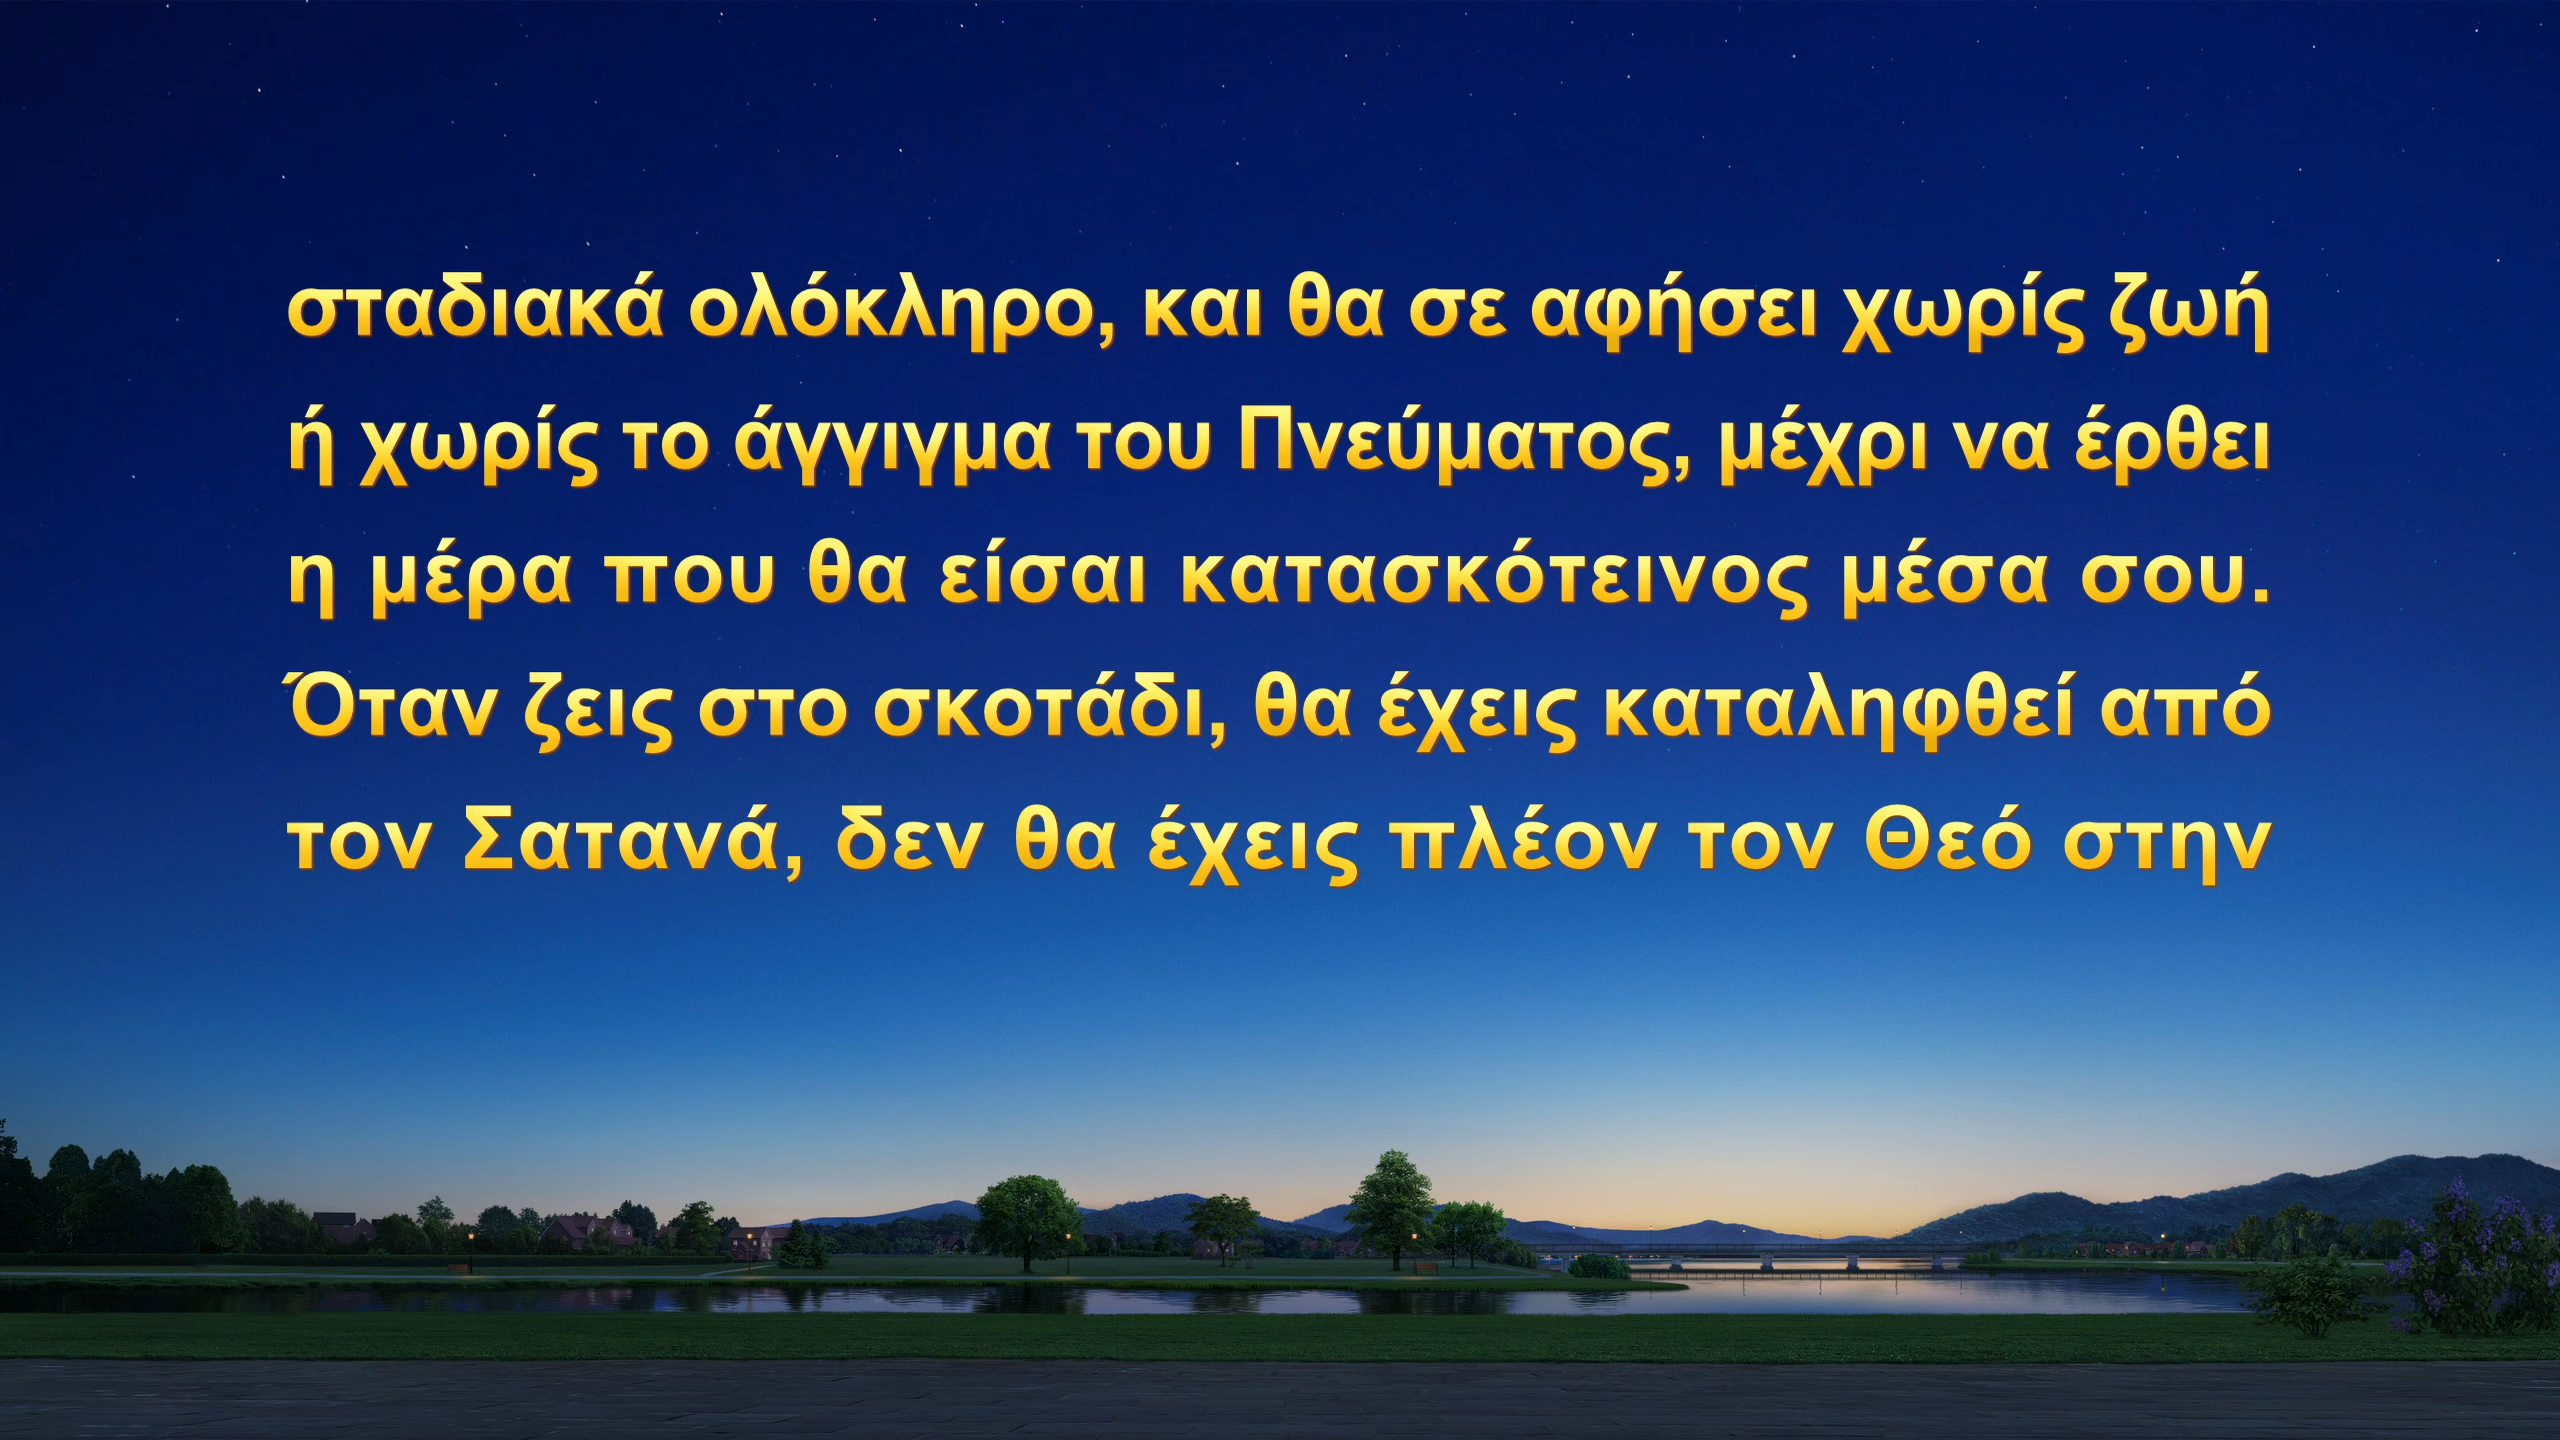 σταδιακά ολόκληρο, και θα σε αφήσει χωρίς ζωή
ή χωρίς το άγγιγμα του Πνεύματος, μέχρι να έρθει
η μέρα που θα είσαι κατασκότεινος μέσα σου.
Όταν ζεις στο σκοτάδι, θα έχεις καταληφθεί από
τον Σατανά, δεν θα έχεις πλέον τον Θεό στην